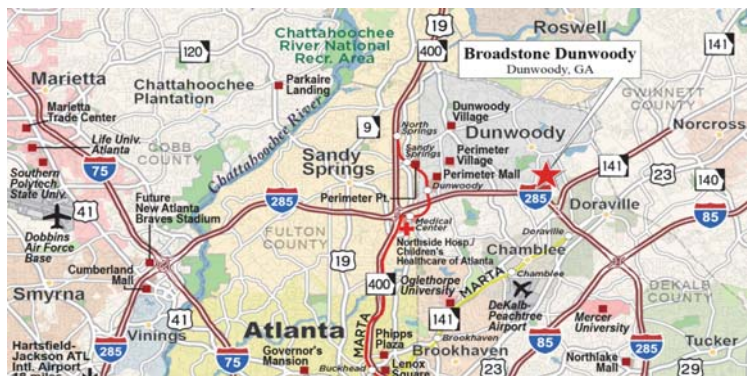 Chattahoochee
River National
Recr. Area
19
400
Roswell
141
120
Broadstone Dunwoody
Dunwoody, GA
Marietta
Chattahoochee
Plantation
Parkaire
Landing
GWINNETT
COUNTY
Marietta
Trade Center
9
North
Springs
Dunwoody
Village
Dunwoody
Norcross
Life Univ.
Atlanta
COBB
COUNTY
Chattahoochee River
Sandy
Springs
Sandy
Springs
Perimeter
Village
Perimeter Mall
141
23
75
Southern
Polytech.
State Univ.
Perimeter Pt.
Dunwoody
140
285
285
41
Future
New Atlanta
Braves Stadium
Medical
Center
Doraville
85
Dobbins
Air Force
Base
FULTON
COUNTY
Northside Hosp./
Children's
Healthcare of Atlanta
Doraville
Chamblee
Cumberland
Mall
19
400
Oglethorpe
University
MARTA
Chamblee
DEKALB
COUNTY
Smyrna
41
141
DeKalb-
Peachtree
Airport
Mercer
University
Vinings
Atlanta
MARTA
Phipps
Plaza
Brookhaven
85
285
Tucker
Hartsfield-
Jackson ATL
Intl. Airport
18 miles
285
75
Governor's
Mansion
Buckhead
Lenox
Square
Brookhaven
23
Northlake
Mall
29